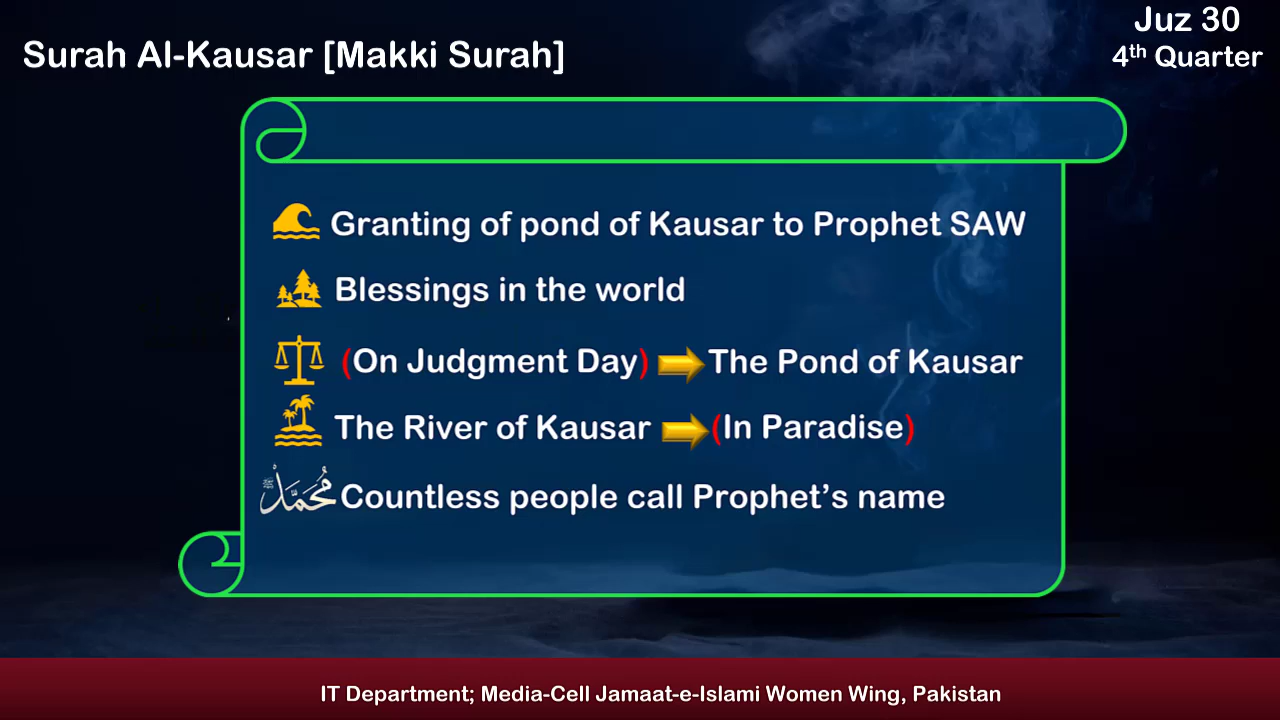 Juz 30
4th Quarter
Surah Al-Kausar [Makki Surah]
Granting of pond of Kausar to Prophet SAW
Blessings in the world
(On Judgment Day) The Pond of Kausar
The River of Kausar (In Paradise)
مُحَمَّد Countless people call Prophet’s name
IT Department; Media-Cell Jamaat-e-Islami Women Wing, Pakistan